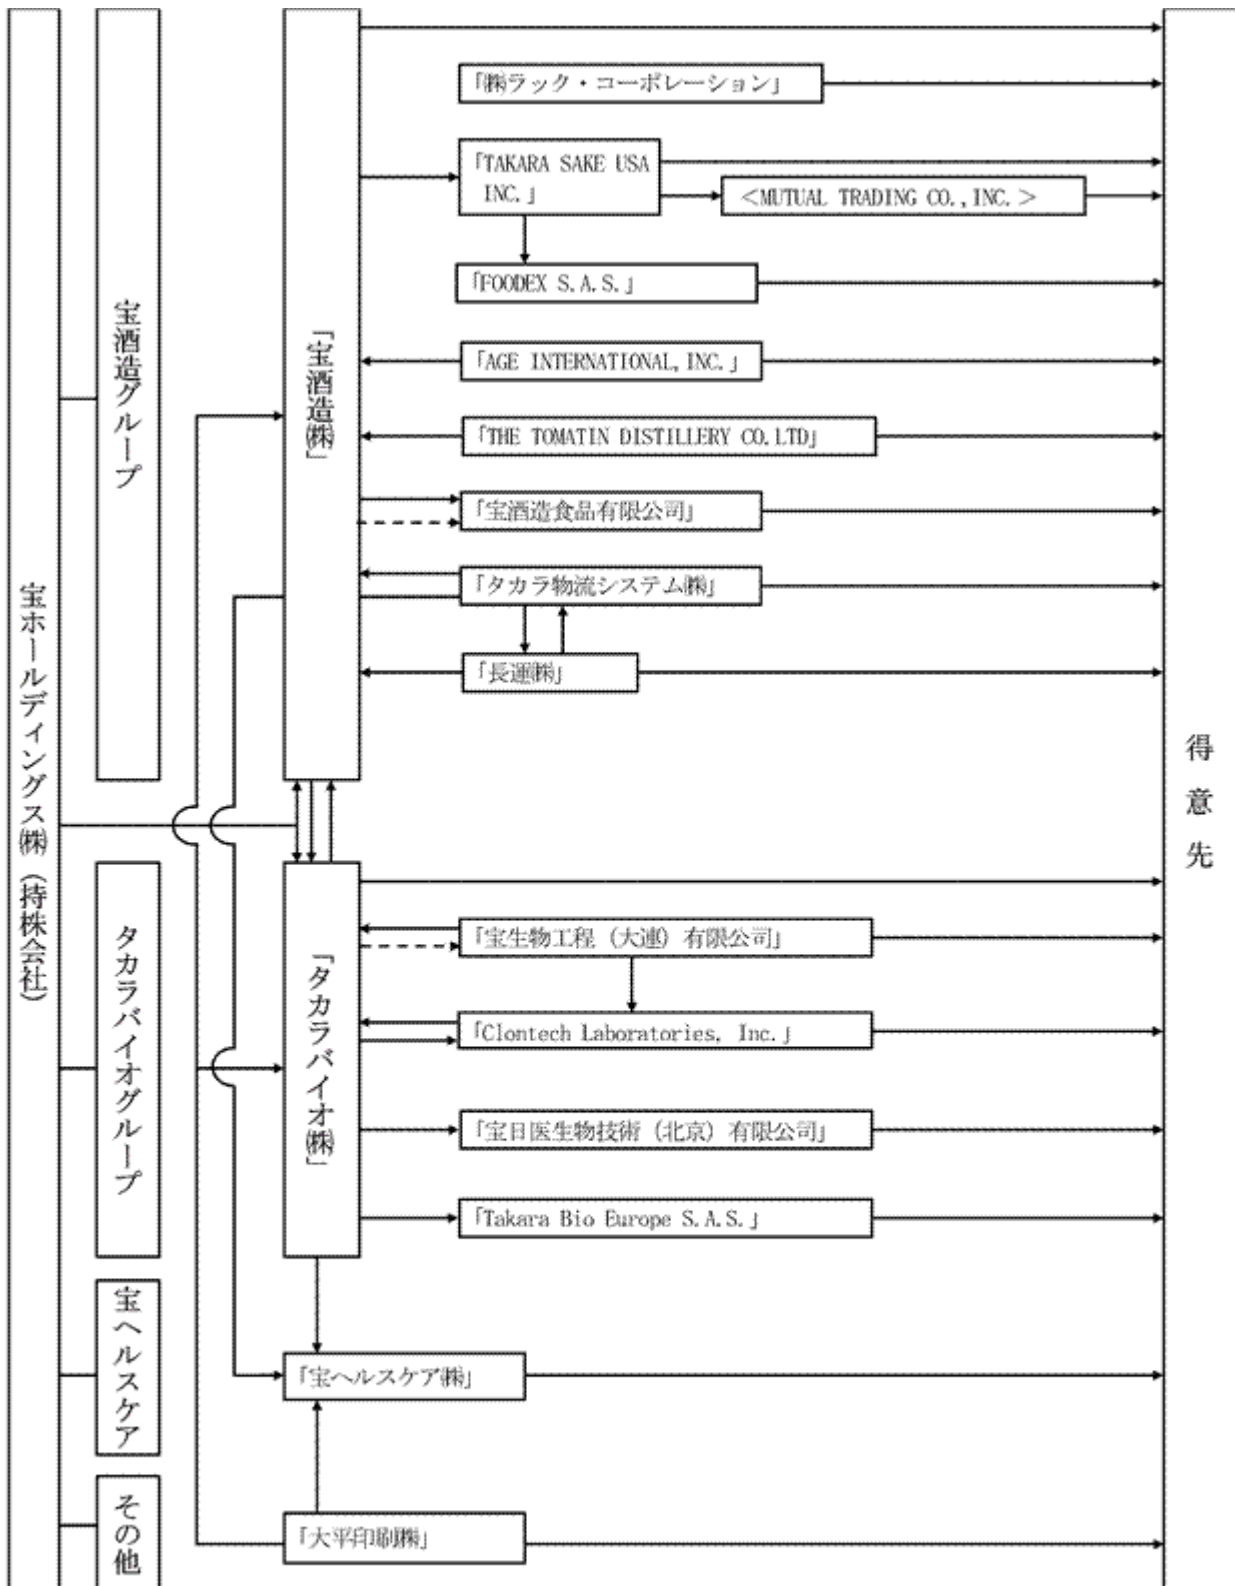 宝ホールディングス㈱（持株会社）
宝酒造グループ
「宝酒造㈱」
「㈱ラック・コーポレーション」
「TAKARA SAKE USA
INC.」
＜MUTUAL TRADING CO.,INC.＞
「FOODEX S.A.S.」
「AGE INTERNATIONAL,INC.」
「THE TOMATIN DISTILLERY CO.LTD」
「宝酒造食品有限公司」
「タカラ物流システム㈱」
「長運㈱」
得意先
タカラバイオグループ
「タカラバイオ㈱」
「宝生物工程（大連）有限公司」
「Clontech Laboratories, Inc.」
「宝日医生物技術（北京）有限公司」
「Takara Bio Europe S.A.S.」
宝ヘルスケア
「宝ヘルスケア㈱」
その他
「大平印刷㈱」